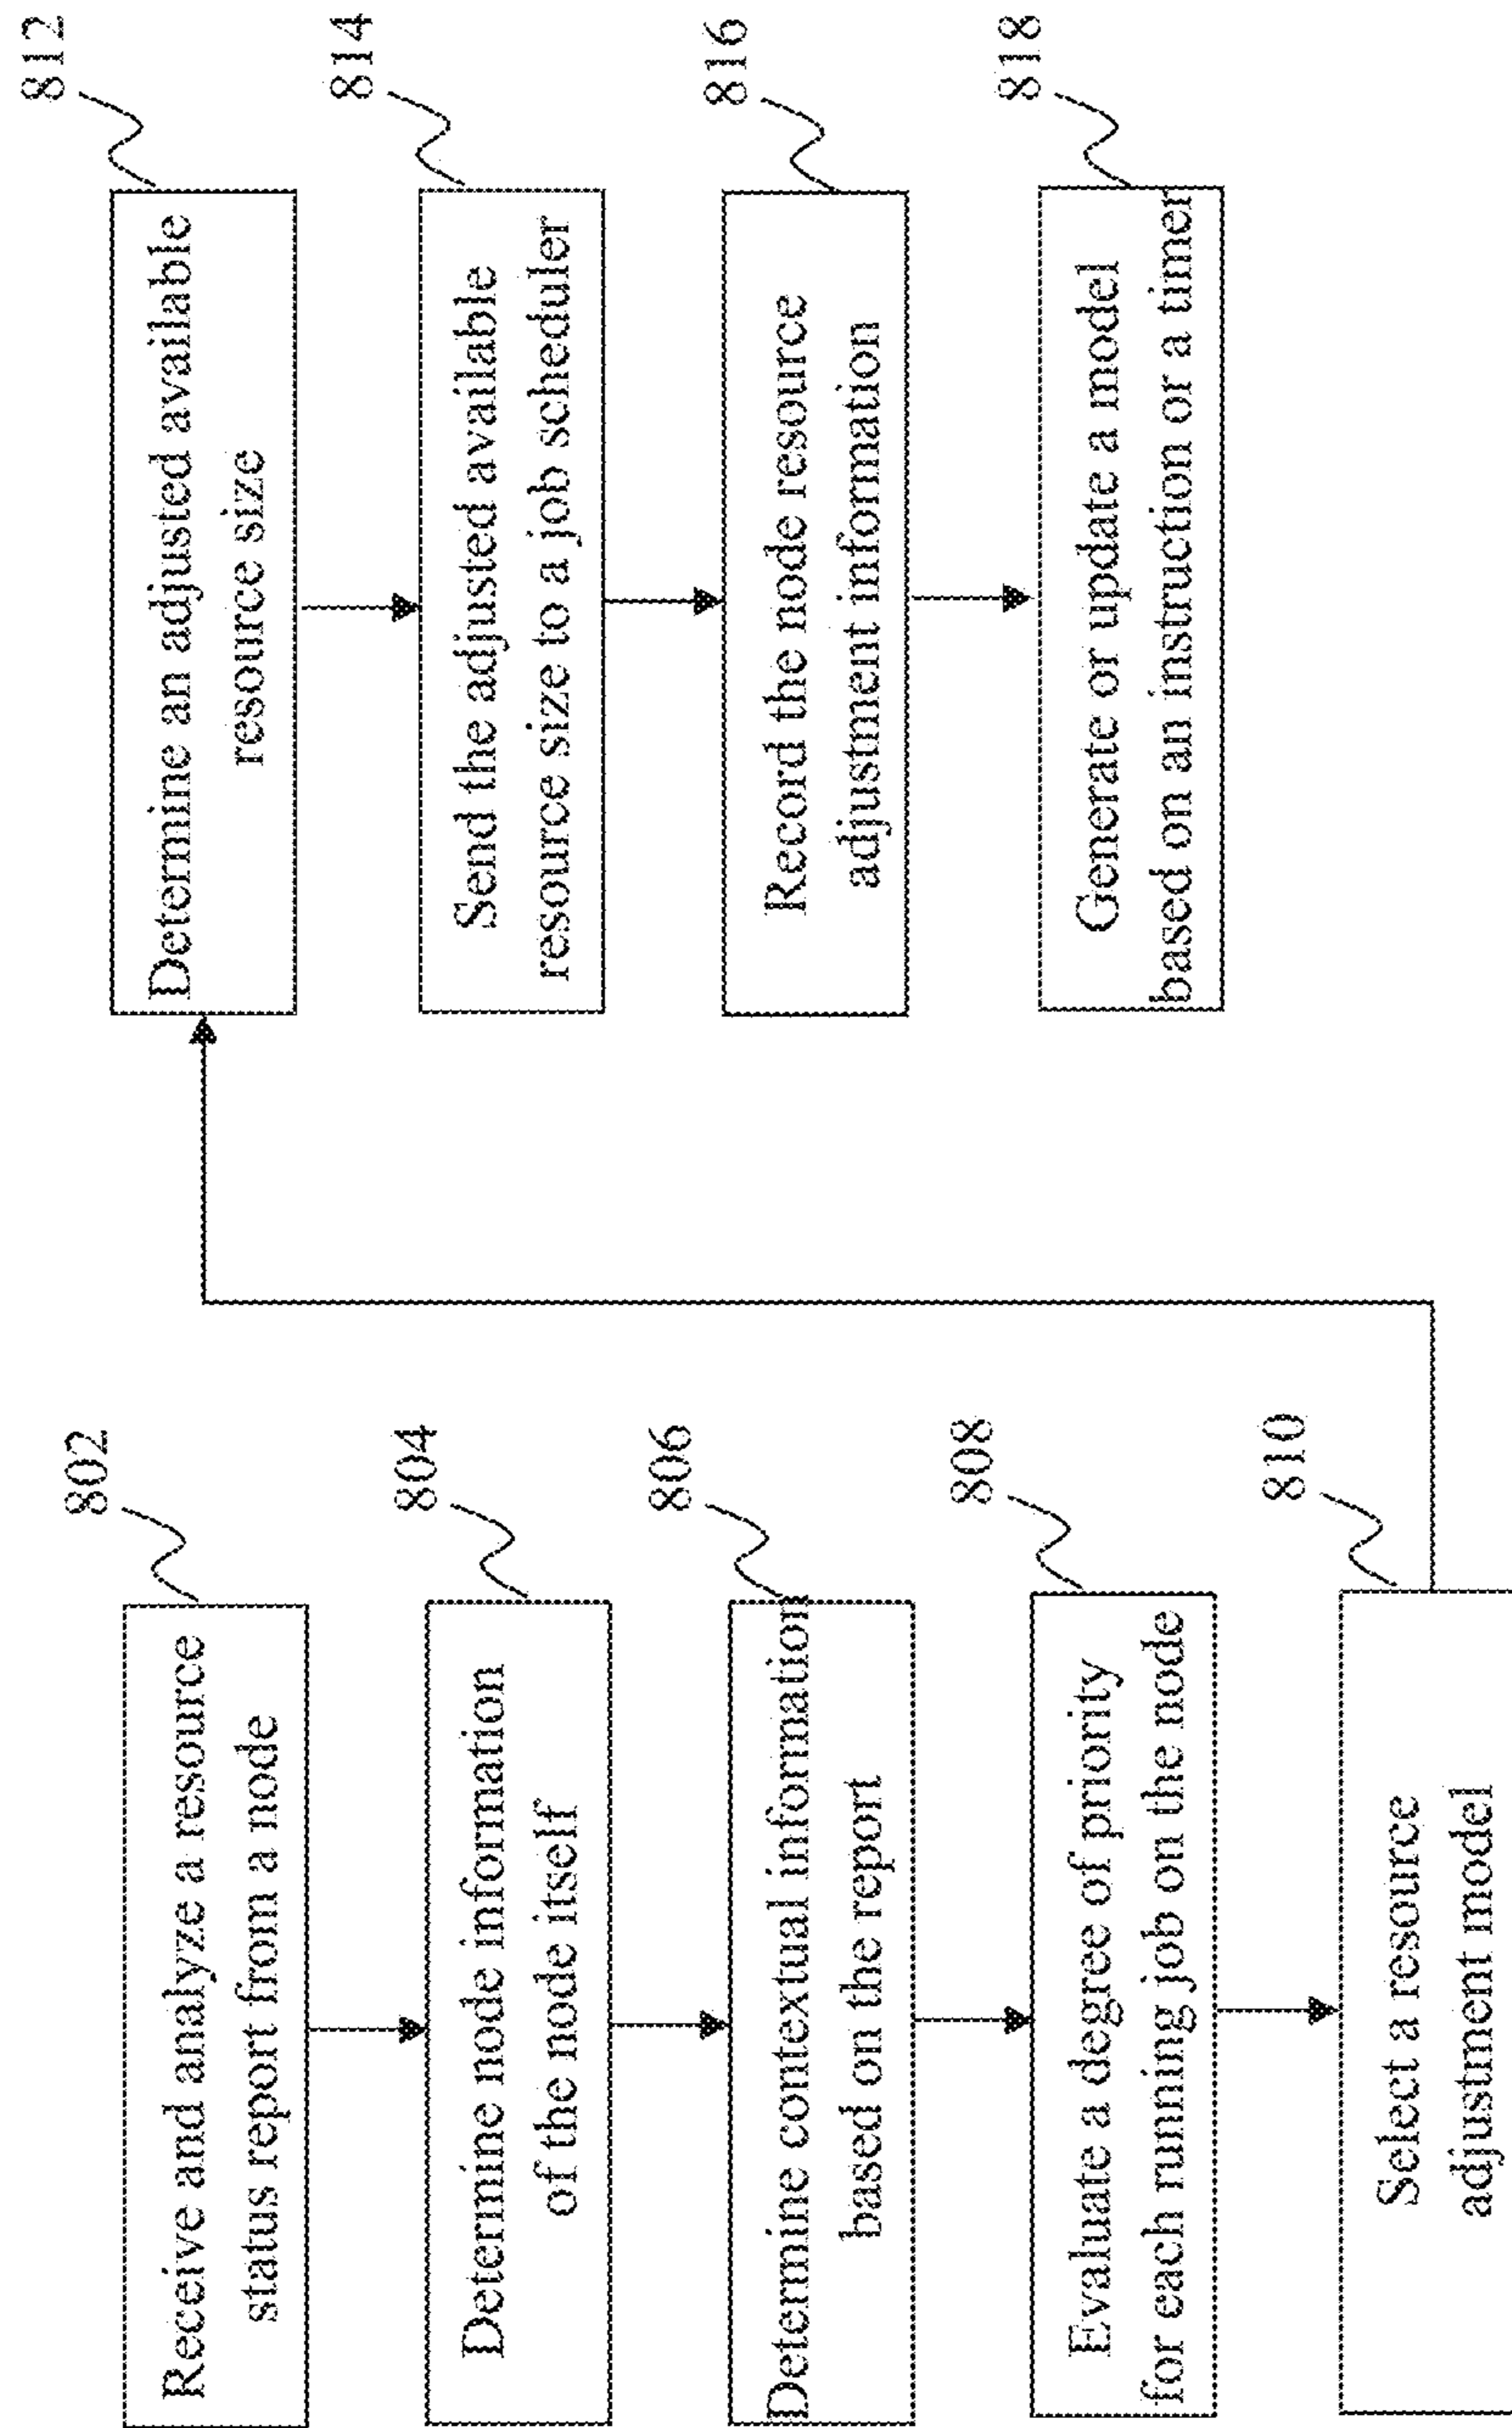 802
Receive and analyze a resource
status report from a node
804
Determine node information
of the node itself
806
Determine contextual information
based on the report
808
Evaluate a degree of priority
for each running job on the node
810
Select a resource
adjustment model
812
Determine an adjusted available
resource size
814
Send the adjusted available
resource size to a job scheduler
816
Record the node resource
adjustment information
818
Generate or update a model
based on an instruction or a timer